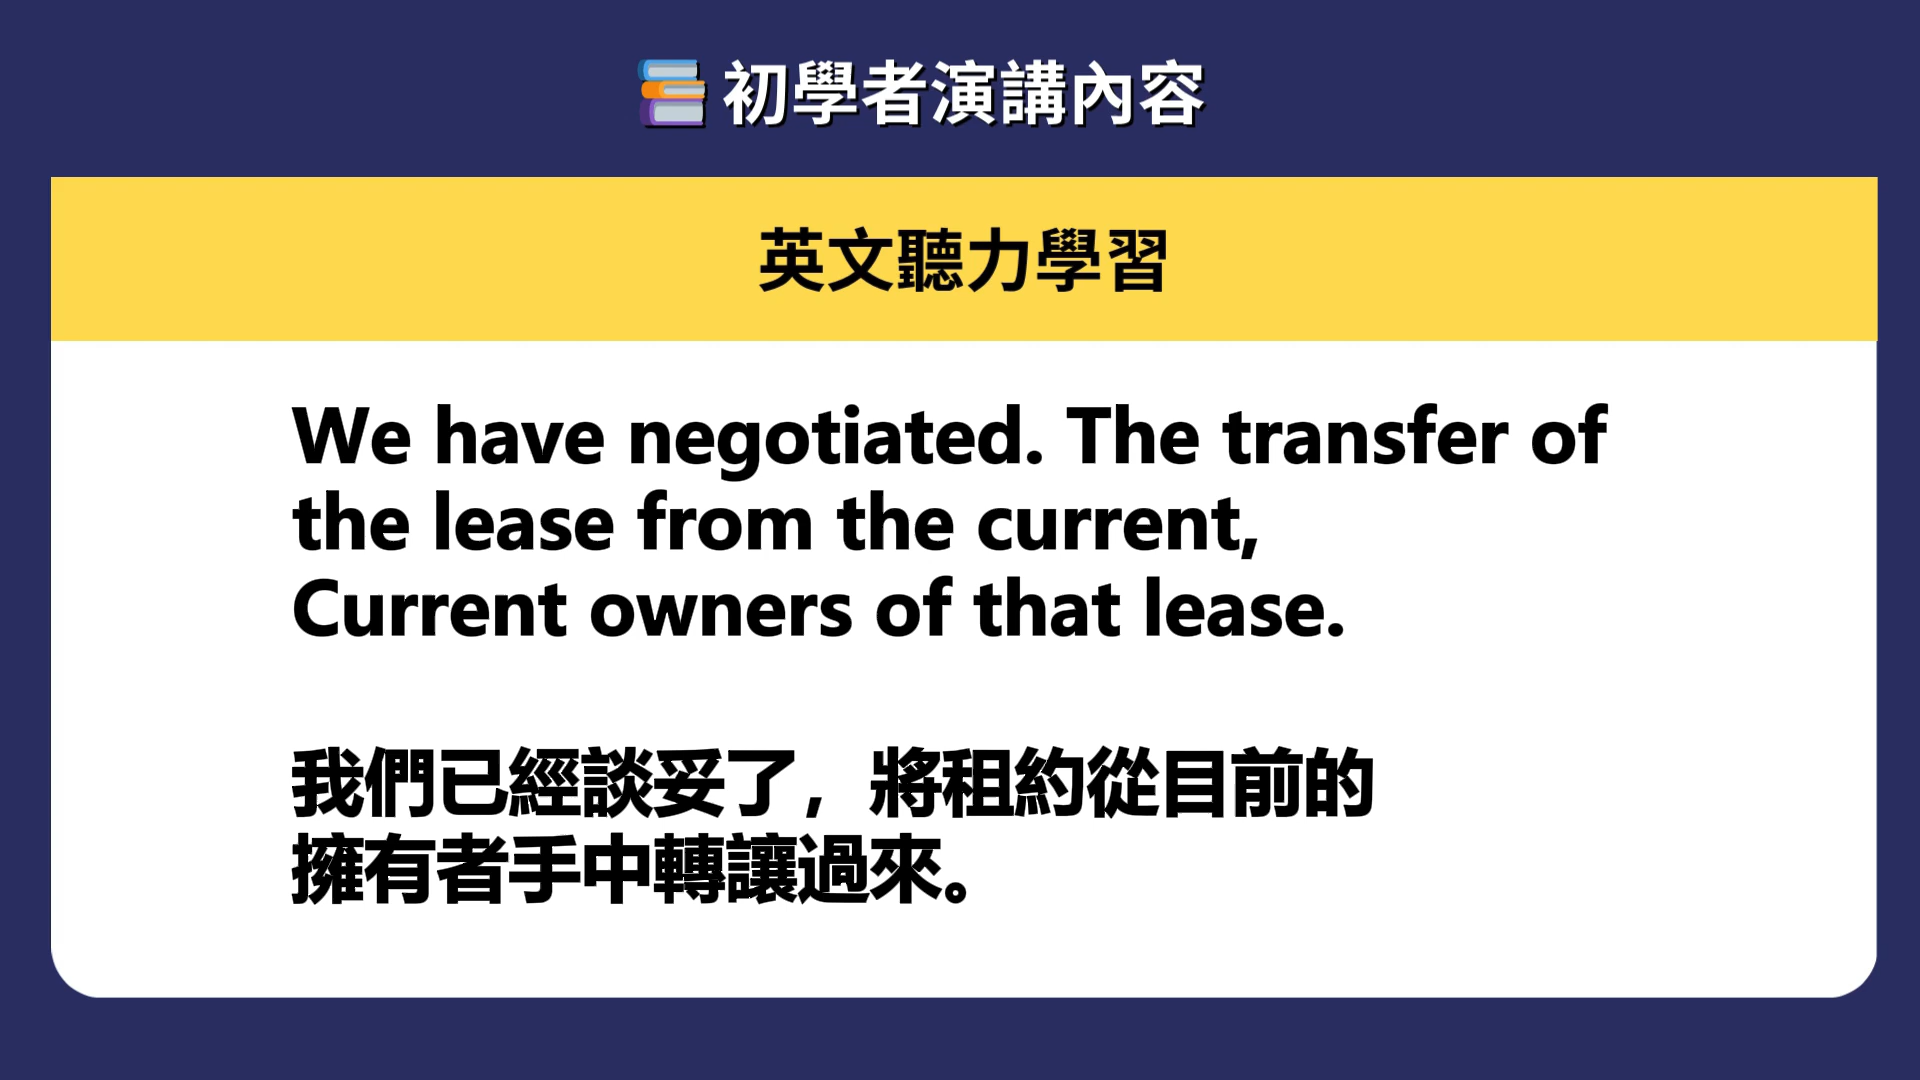 📚 初學者演講內容
英文聽力學習
We have negotiated. The transfer of
the lease from the current,
Current owners of that lease.
我們已經談妥了，將租約從目前的
擁有者手中轉讓過來。